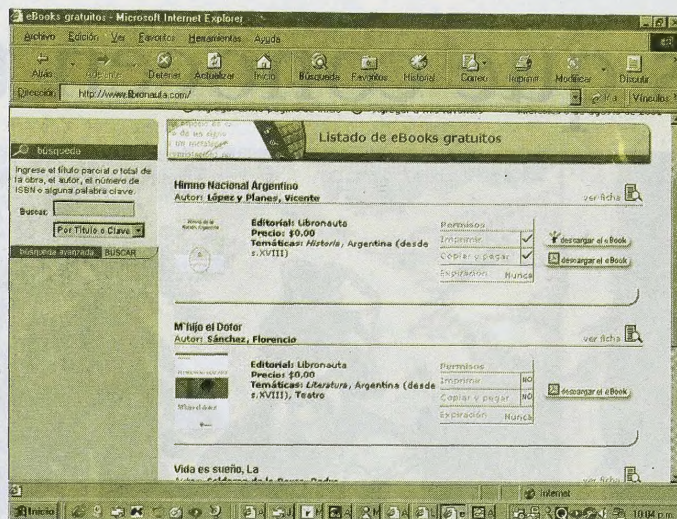 eBooks gratuitos - Microsoft Internet Explorer
Archivo Edición Ver Favoritos Herramientas Ayuda
Atrás Adelante Detener Actualizar Inicio Búsqueda Favoritos Historial Correo Imprimir Modificar Discutir
Dirección http://www.libronauta.com/ Ir a Vínculos
Listado de eBooks gratuitos
búsqueda
Ingrese el título parcial o total de
la obra, el autor, el número de
ISBN o alguna palabra clave.
Buscar:
Por Título o Clave
búsqueda avanzada BUSCAR
Himno Nacional Argentino
Autor: López y Planes, Vicente
ver ficha
Editorial: Libronauta
Precio: $0,00
Temáticas: Historia, Argentina (desde
s.XVIII)
Permisos
Imprimir
Copiar y pegar
Expiración Nunca
descargar el eBook
descargar el eBook
M'hijo el Dotor
Autor: Sánchez, Florencio
ver ficha
Editorial: Libronauta
Precio: $0,00
Temáticas: Literatura, Argentina (desde
s.XVIII), Teatro
Permisos
Imprimir NO
Copiar y pegar NO
Expiración Nunca
descargar el eBook
Vida es sueño, La
ver ficha
Internet
Inicio
10:04 p.m.